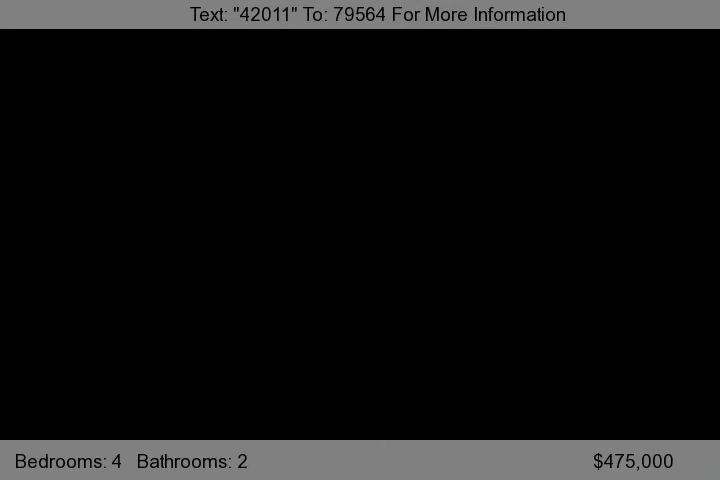 Text: "42011" To: 79564 For More Information
Bedrooms: 4 Bathrooms: 2 $475,000